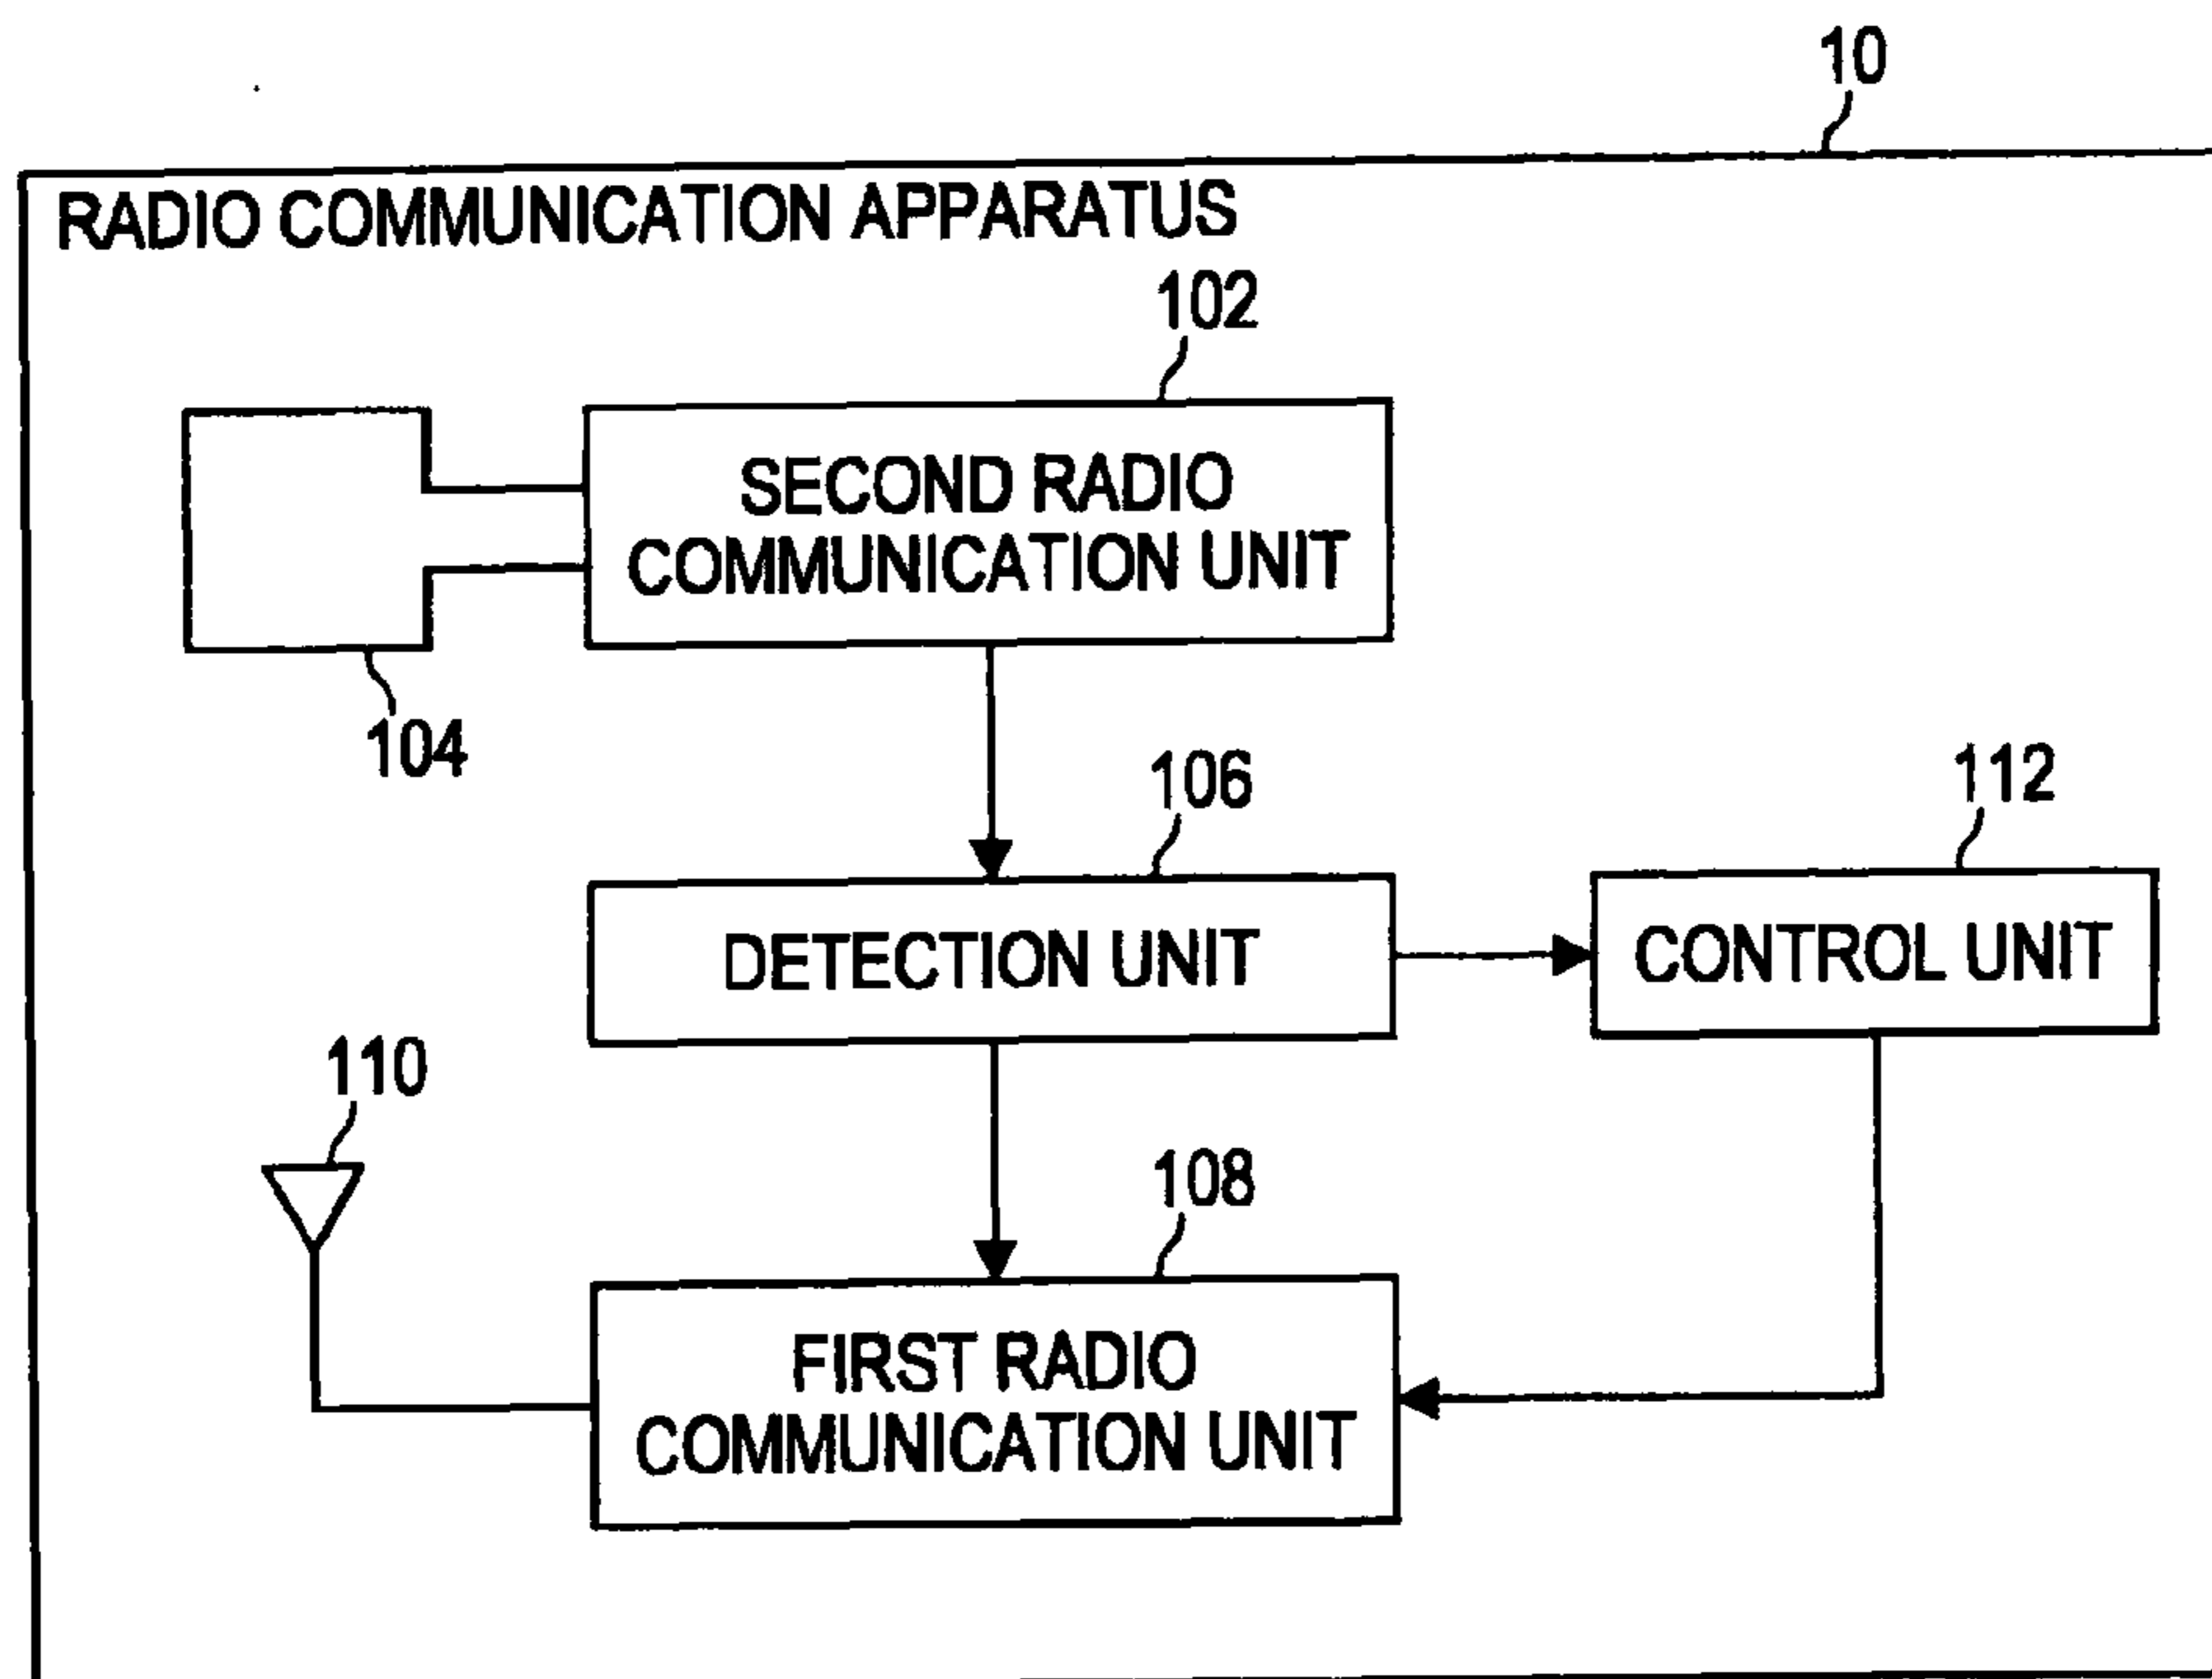 10
RADIO COMMUNICATION APPARATUS
102
SECOND RADIO
COMMUNICATION UNIT
104
106
112
DETECTION UNIT
CONTROL UNIT
110
108
FIRST RADIO
COMMUNICATION UNIT